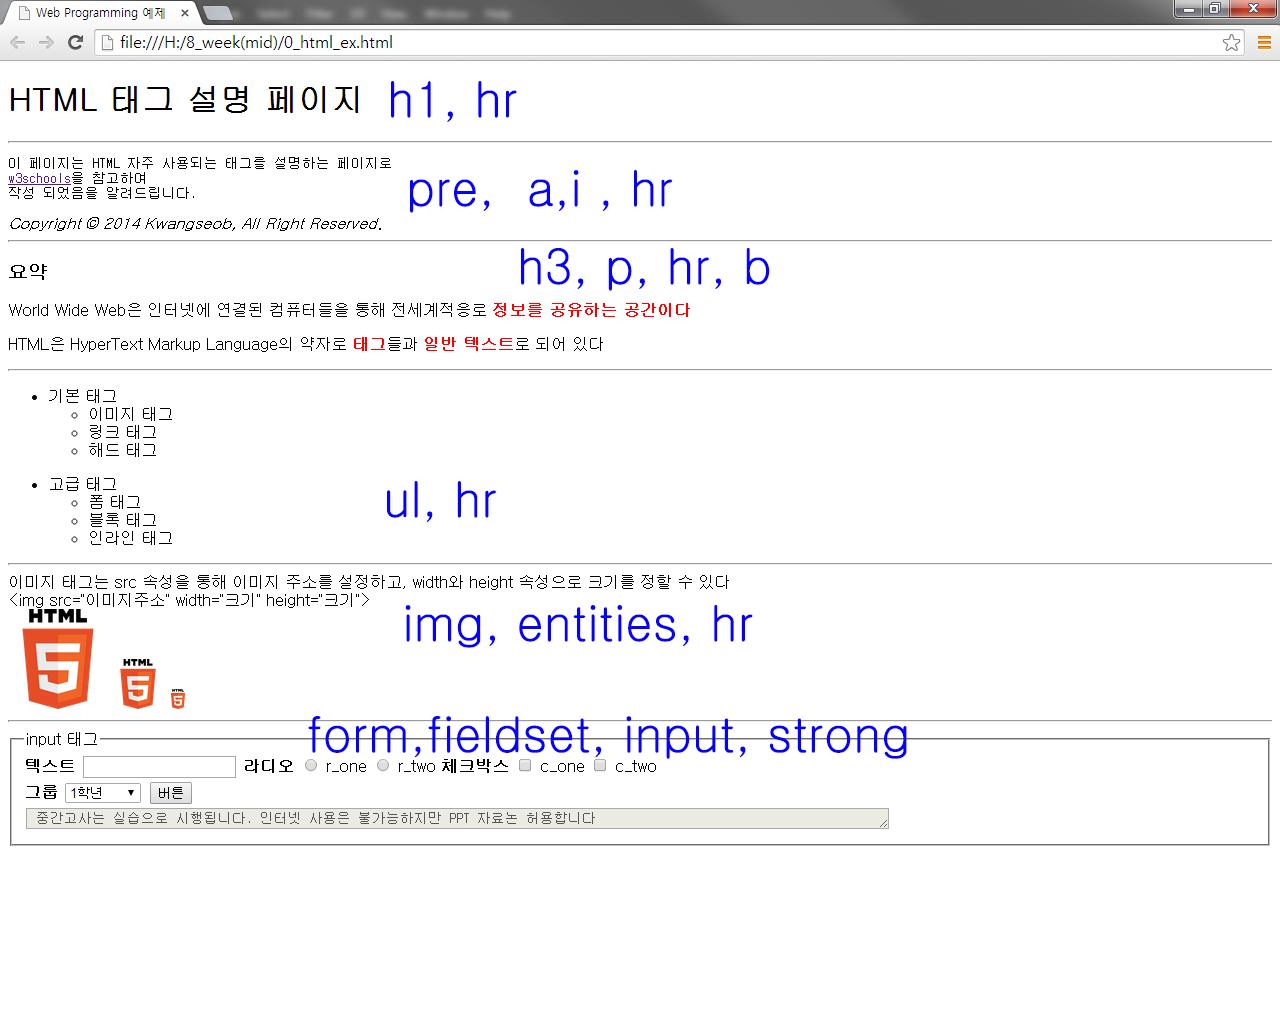 Web Programming 예제
file:///H:/8_week(mid)/0_html_ex.html
HTML 태그 설명 페이지 h1, hr
이 페이지는 HTML 자주 사용되는 태그를 설명하는 페이지로
w3schools을 참고하여
작성 되었음을 알려드립니다.
pre, a,i , hr
Copyright © 2014 Kwangseob, All Right Reserved.
h3, p, hr, b
요약
World Wide Web은 인터넷에 연결된 컴퓨터들을 통해 전세계적응로 정보를 공유하는 공간이다
HTML은 HyperText Markup Language의 약자로 태그들과 일반 텍스트로 되어 있다
기본 태그
이미지 태그
링크 태그
해드 태그
고급 태그
폼 태그
블록 태그
인라인 태그
ul, hr
이미지 태그는 src 속성을 통해 이미지 주소를 설정하고, width와 height 속성으로 크기를 정할 수 있다
<img src="이미지주소" width="크기" height="크기">
img, entities, hr
HTML 5
HTML 5
HTML 5
form,fieldset, input, strong
input 태그
텍스트 라디오 r_one r_two 체크박스 c_one c_two
그룹 1학년 버튼
중간고사는 실습으로 시행됩니다. 인터넷 사용은 불가능하지만 PPT 자료논 허용합니다